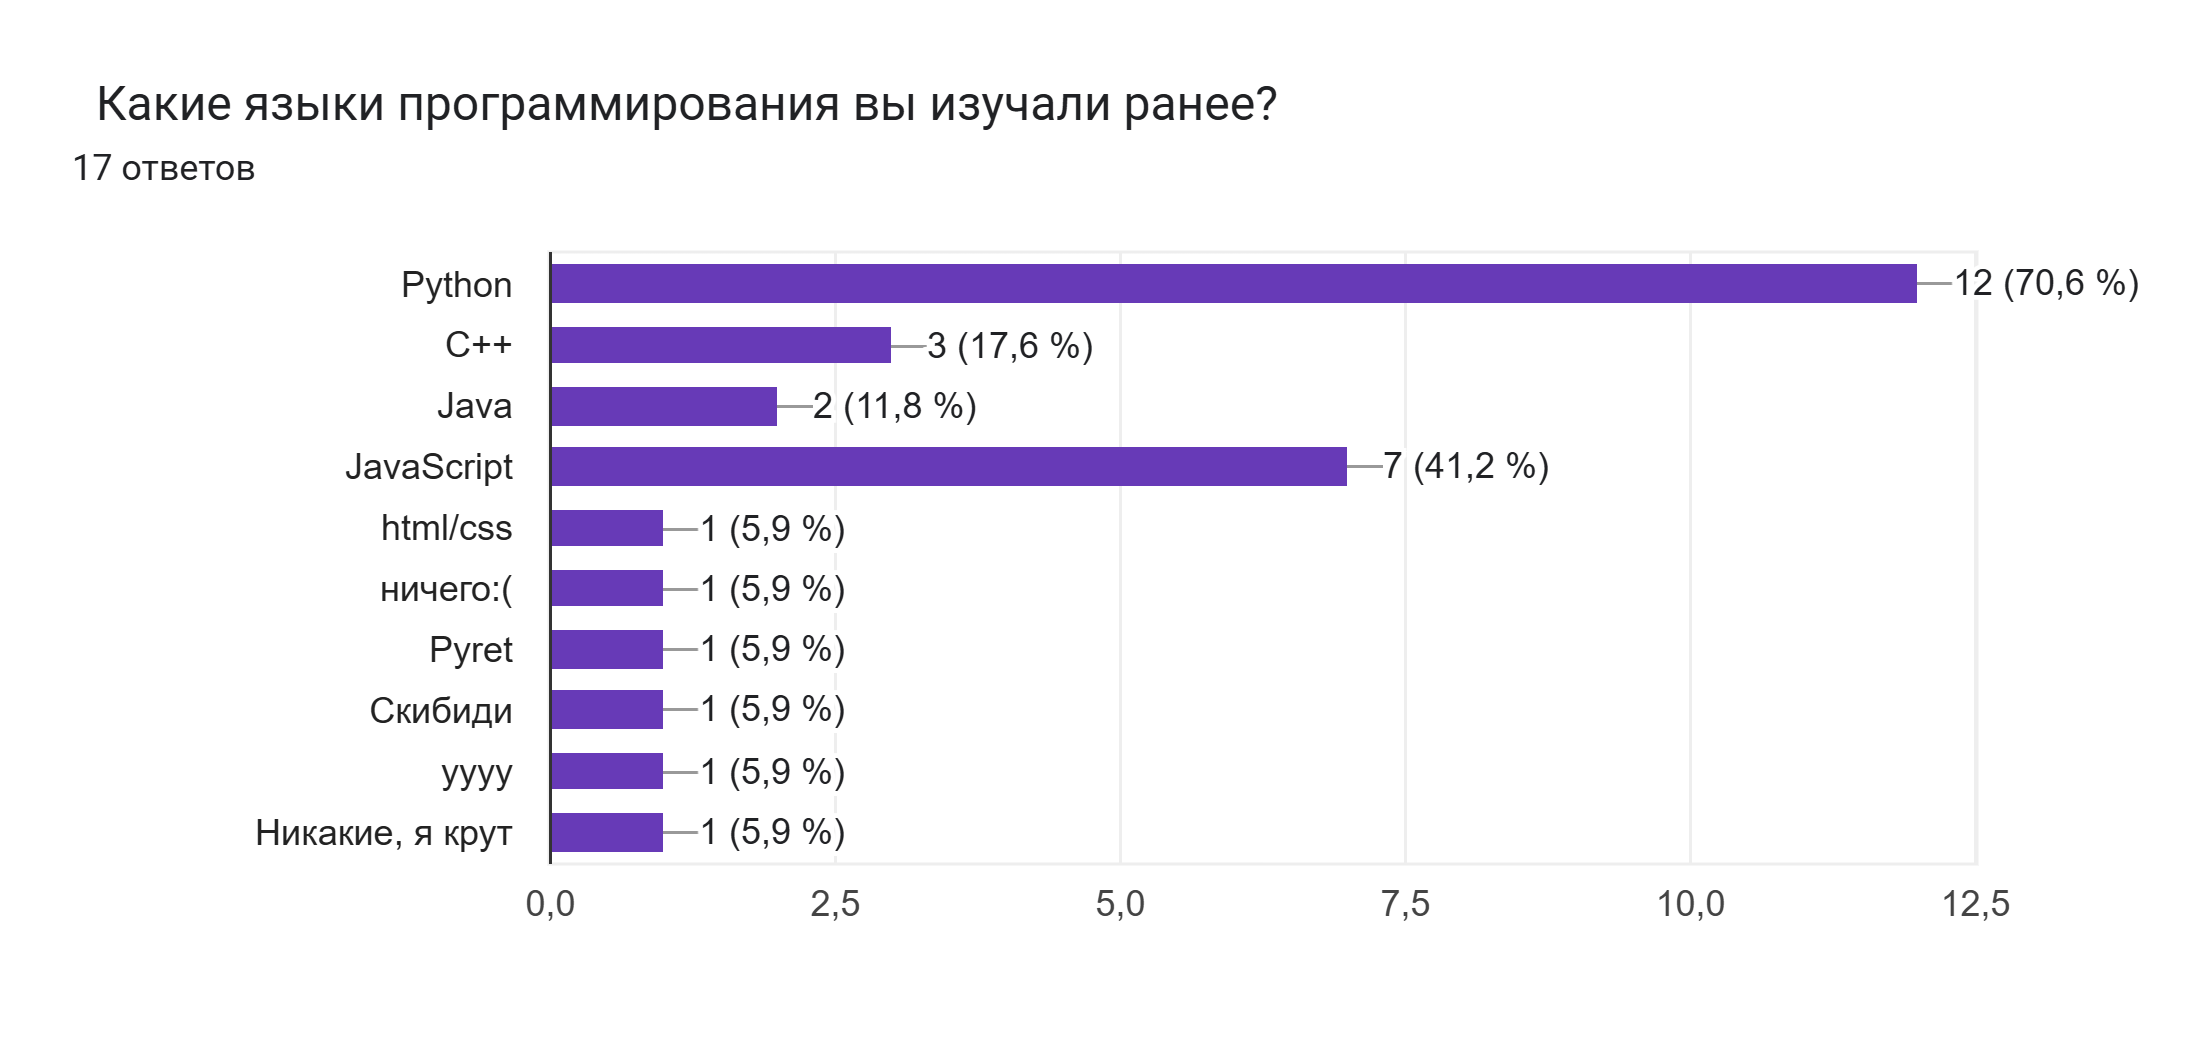 Какие языки программирования вы изучали ранее?
17 ответов
Python 12 (70,6 %)
C++ 3 (17,6 %)
Java 2 (11,8 %)
JavaScript 7 (41,2 %)
html/css 1 (5,9 %)
ничего:( 1 (5,9 %)
Pyret 1 (5,9 %)
Скибиди 1 (5,9 %)
уууу 1 (5,9 %)
Никакие, я крут 1 (5,9 %)
0,0 2,5 5,0 7,5 10,0 12,5